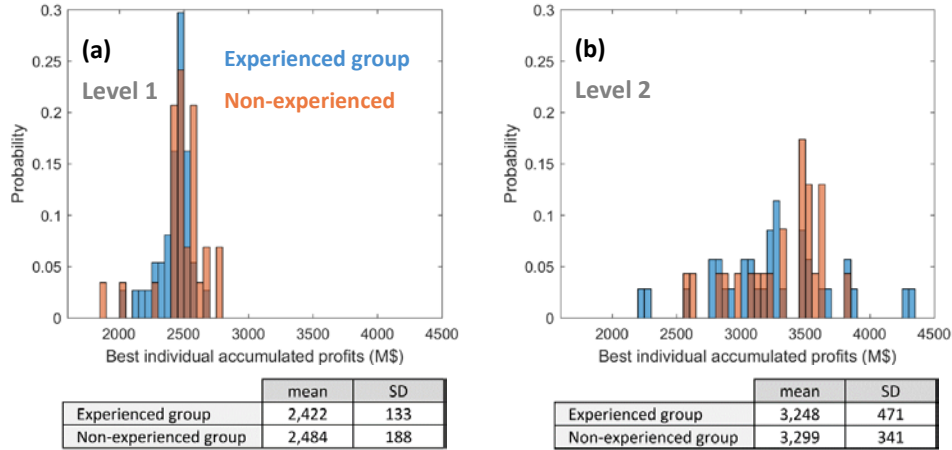 (a)
Level 1
Experienced group
Non-experienced
0.3
0.25
0.2
0.15
0.1
0.05
0
Probability
2000 2500 3000 3500 4000 4500
Best individual accumulated profits (M$)
mean SD
Experienced group 2,422 133
Non-experienced group 2,484 188
(b)
Level 2
0.3
0.25
0.2
0.15
0.1
0.05
0
Probability
2000 2500 3000 3500 4000 4500
Best individual accumulated profits (M$)
mean SD
Experienced group 3,248 471
Non-experienced group 3,299 341